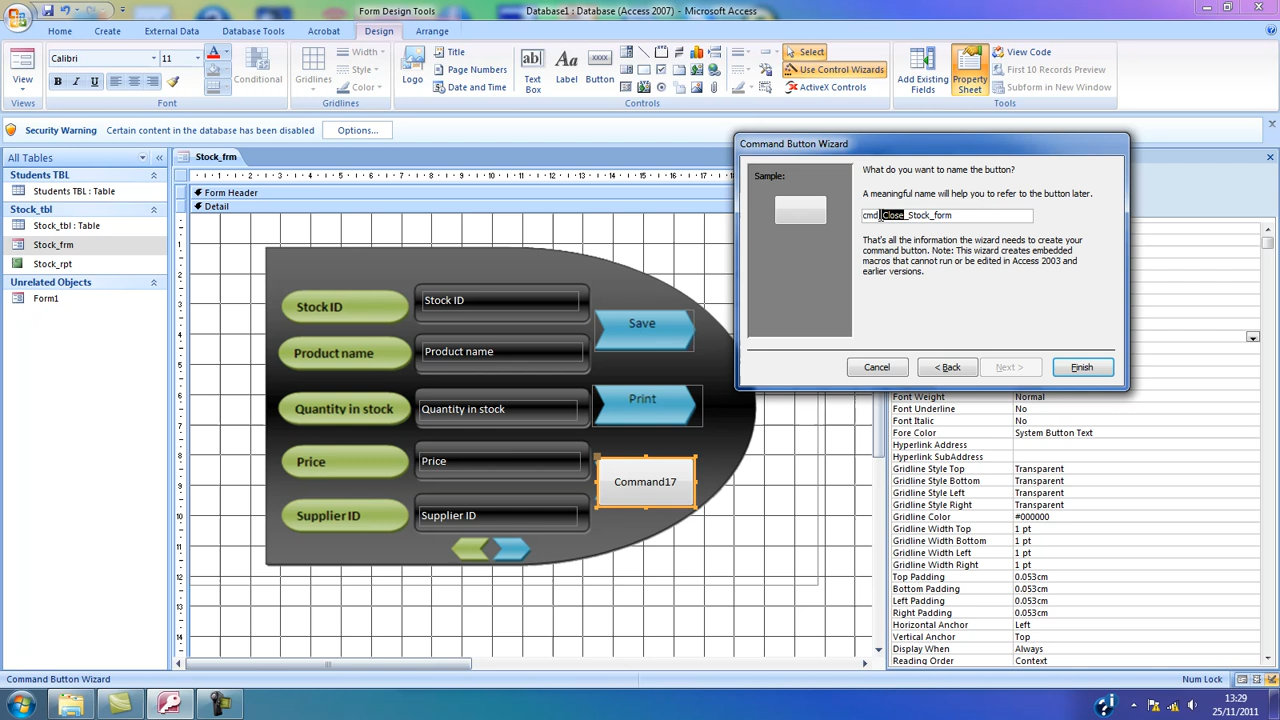 Form Design Tools
Database1 : Database (Access 2007) - Microsoft Access
Home
Create
External Data
Database Tools
Acrobat
Design
Arrange
View
Views
Calibri
11
B
I
U
A
Conditional
Font
Gridlines
Width
Style
Color
Gridlines
Logo
Title
Page Numbers
Date and Time
ab|
Text
Box
Aa
Label
xxxx
Button
Controls
Select
Use Control Wizards
ActiveX Controls
Add Existing
Fields
Property
Sheet
View Code
First 10 Records Preview
Subform in New Window
Tools
Security Warning
Certain content in the database has been disabled
Options...
All Tables
Students TBL
Students TBL : Table
Stock_tbl
Stock_tbl : Table
Stock_frm
Stock_rpt
Unrelated Objects
Form1
Stock_frm
Form Header
Detail
Stock ID
Stock ID
Save
Product name
Product name
Print
Quantity in stock
Quantity in stock
Price
Price
Command17
Supplier ID
Supplier ID
Command Button Wizard
Sample:
What do you want to name the button?
A meaningful name will help you to refer to the button later.
cmd_Close_Stock_form
That's all the information the wizard needs to create your
command button. Note: This wizard creates embedded
macros that cannot run or be edited in Access 2003 and
earlier versions.
Cancel
< Back
Next >
Finish
Font Weight Normal
Font Underline No
Font Italic No
Fore Color System Button Text
Hyperlink Address
Hyperlink SubAddress
Gridline Style Top Transparent
Gridline Style Bottom Transparent
Gridline Style Left Transparent
Gridline Style Right Transparent
Gridline Color #000000
Gridline Width Top 1 pt
Gridline Width Bottom 1 pt
Gridline Width Left 1 pt
Gridline Width Right 1 pt
Top Padding 0.053cm
Bottom Padding 0.053cm
Left Padding 0.053cm
Right Padding 0.053cm
Horizontal Anchor Left
Vertical Anchor Top
Display When Always
Reading Order Context
Command Button Wizard
Num Lock
13:29
25/11/2011